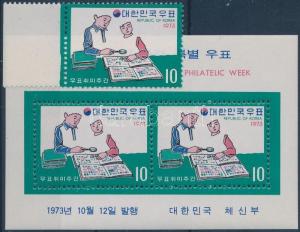 대한민국 우표
REPUBLIC OF KOREA
1973
우표취미주간
10
특별 우표
PHILATELIC WEEK
대한민국 우표
REPUBLIC OF KOREA
1973
우표취미주간
10
대한민국 우표
REPUBLIC OF KOREA
1973
우표취미주간
10
1973년 10월 12일 발행
대한민국 체신부